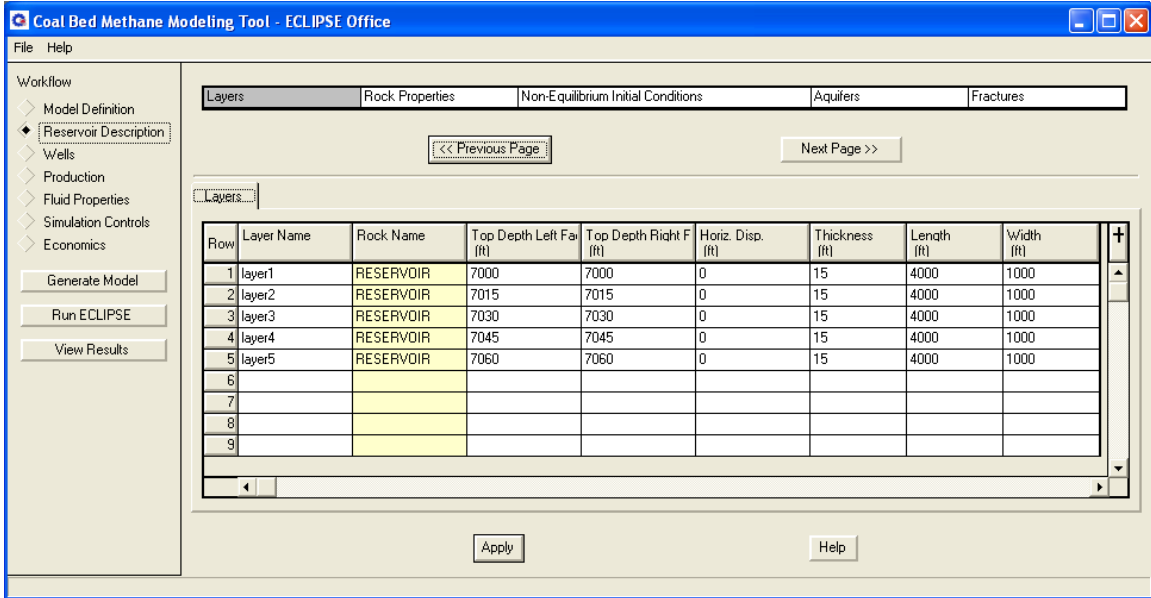 Coal Bed Methane Modeling Tool - ECLIPSE Office
File Help
Workflow
Model Definition
Reservoir Description
Wells
Production
Fluid Properties
Simulation Controls
Economics
Generate Model
Run ECLIPSE
View Results
Layers Rock Properties Non-Equilibrium Initial Conditions Aquifers Fractures
<< Previous Page Next Page >>
Layers
Row Layer Name Rock Name Top Depth Left Fa Top Depth Right F Horiz. Disp. Thickness Length Width +
(ft) (ft) (ft) (ft) (ft) (ft)
1 layer1 RESERVOIR 7000 7000 0 15 4000 1000
2 layer2 RESERVOIR 7015 7015 0 15 4000 1000
3 layer3 RESERVOIR 7030 7030 0 15 4000 1000
4 layer4 RESERVOIR 7045 7045 0 15 4000 1000
5 layer5 RESERVOIR 7060 7060 0 15 4000 1000
6
7
8
9
Apply Help